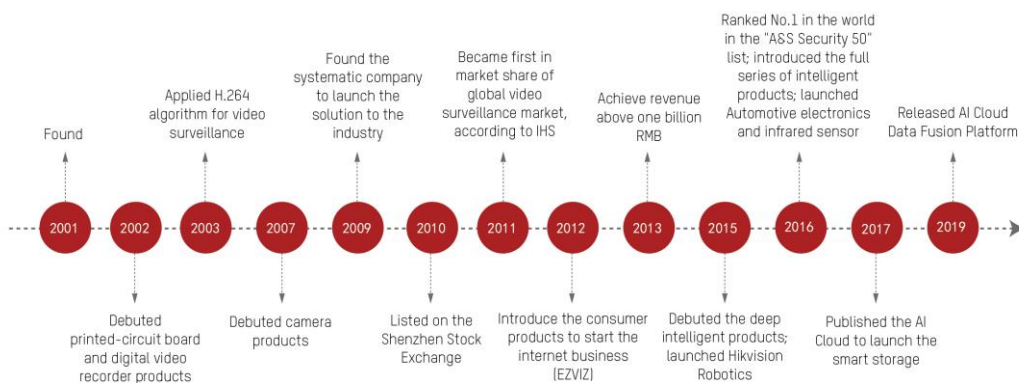 Found
2001
Debuted
printed-circuit board
and digital video
recorder products
2002
Applied H.264
algorithm for video
surveillance
2003
Debuted camera
products
2007
Found the
systematic company
to launch the
solution to the
industry
2009
Listed on the
Shenzhen Stock
Exchange
2010
Became first in
market share of
global video
surveillance market,
according to IHS
2011
Introduce the consumer
products to start the
internet business
(EZVIZ)
2012
Achieve revenue
above one billion
RMB
2013
Debuted the deep
intelligent products;
launched Hikvision
Robotics
2015
Ranked No.1 in the world
in the "A&S Security 50"
list; introduced the full
series of intelligent
products; launched
Automotive electronics
and infrared sensor
2016
Published the AI
Cloud to launch the
smart storage
2017
Released AI Cloud
Data Fusion Platform
2019